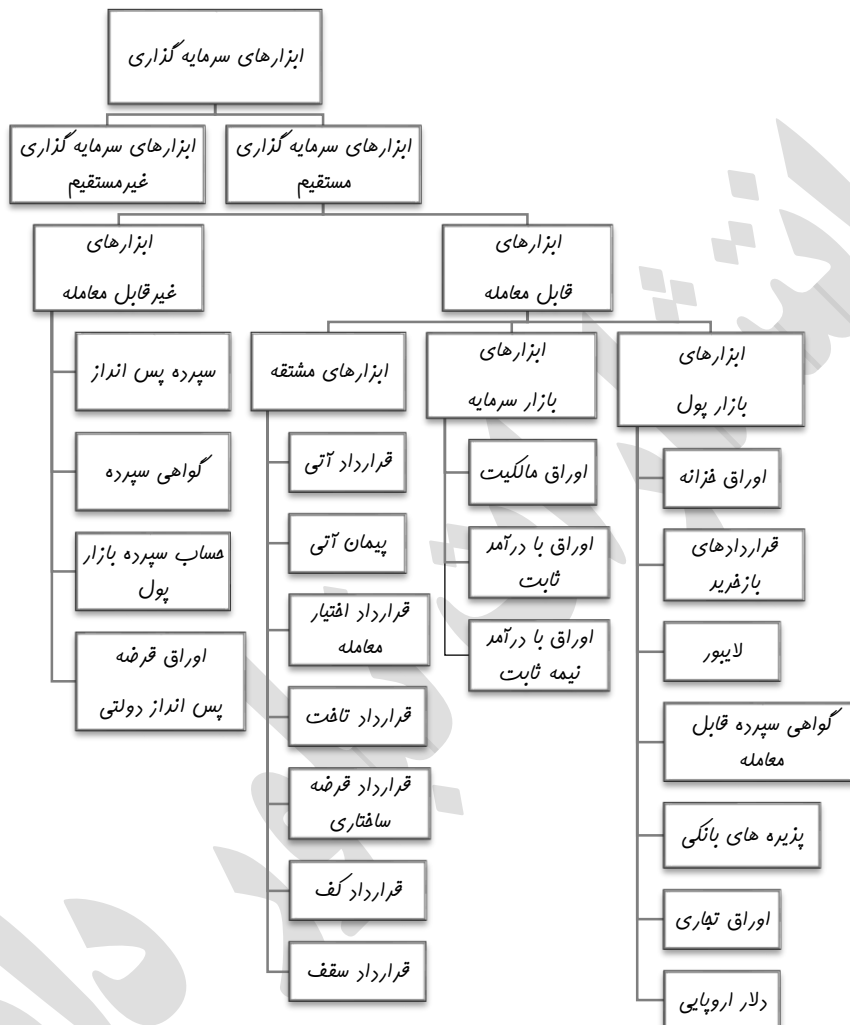 ابزارهای سرمایه گذاری
ابزارهای سرمایه گذاری
مستقیم
ابزارهای سرمایه گذاری
غیرمستقیم
ابزارهای
قابل معامله
ابزارهای
غیرقابل معامله
ابزارهای
بازار پول
اوراق خزانه
قراردادهای
بازخرید
لایبور
گواهی سپرده قابل
معامله
پذیره های بانکی
اوراق تجاری
دلار اروپایی
ابزارهای
بازار سرمایه
اوراق مالکیت
اوراق با درآمد
ثابت
اوراق با درآمد
نیمه ثابت
ابزارهای مشتقه
قرارداد آتی
پیمان آتی
قرارداد اختیار
معامله
قرارداد تاخت
قرارداد قرضه
ساختاری
قرارداد کف
قرارداد سقف
سپرده پس انداز
گواهی سپرده
حساب سپرده بازار
پول
اوراق قرضه
پس انداز دولتی